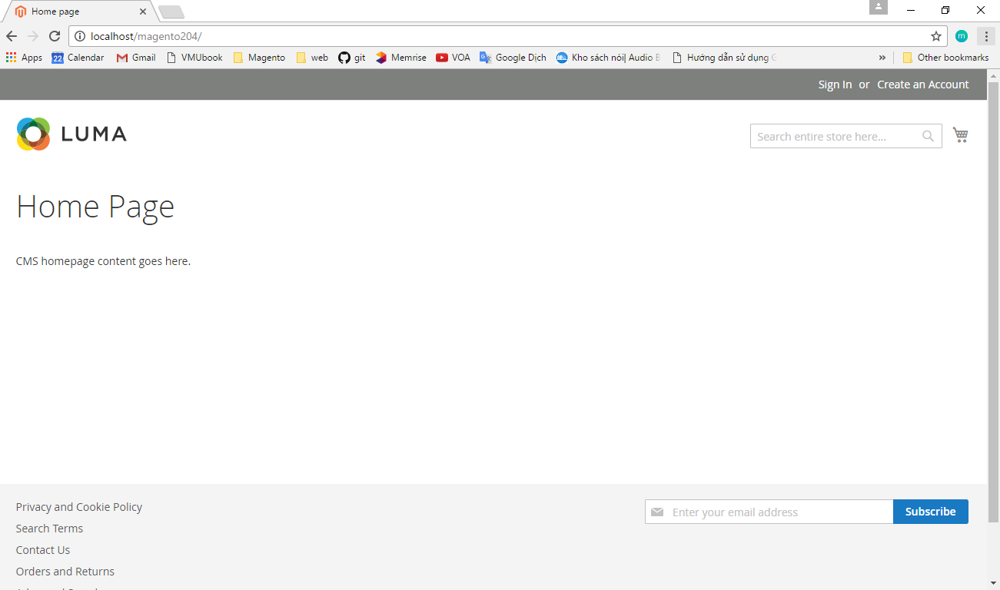 Home page
localhost/magento204/
Apps 22 Calendar Gmail VMUbook Magento web git Memrise VOA Google Dịch Kho sách nói| Audio Hướng dẫn sử dụng » Other bookmarks
m
Sign In or Create an Account
LUMA
Search entire store here...
Home Page
CMS homepage content goes here.
Privacy and Cookie Policy
Enter your email address
Subscribe
Search Terms
Contact Us
Orders and Returns